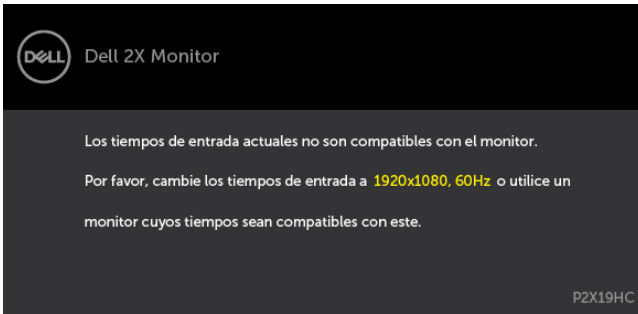 DELL
Dell 2X Monitor
Los tiempos de entrada actuales no son compatibles con el monitor.
Por favor, cambie los tiempos de entrada a 1920x1080, 60Hz o utilice un
monitor cuyos tiempos sean compatibles con este.
P2X19HC